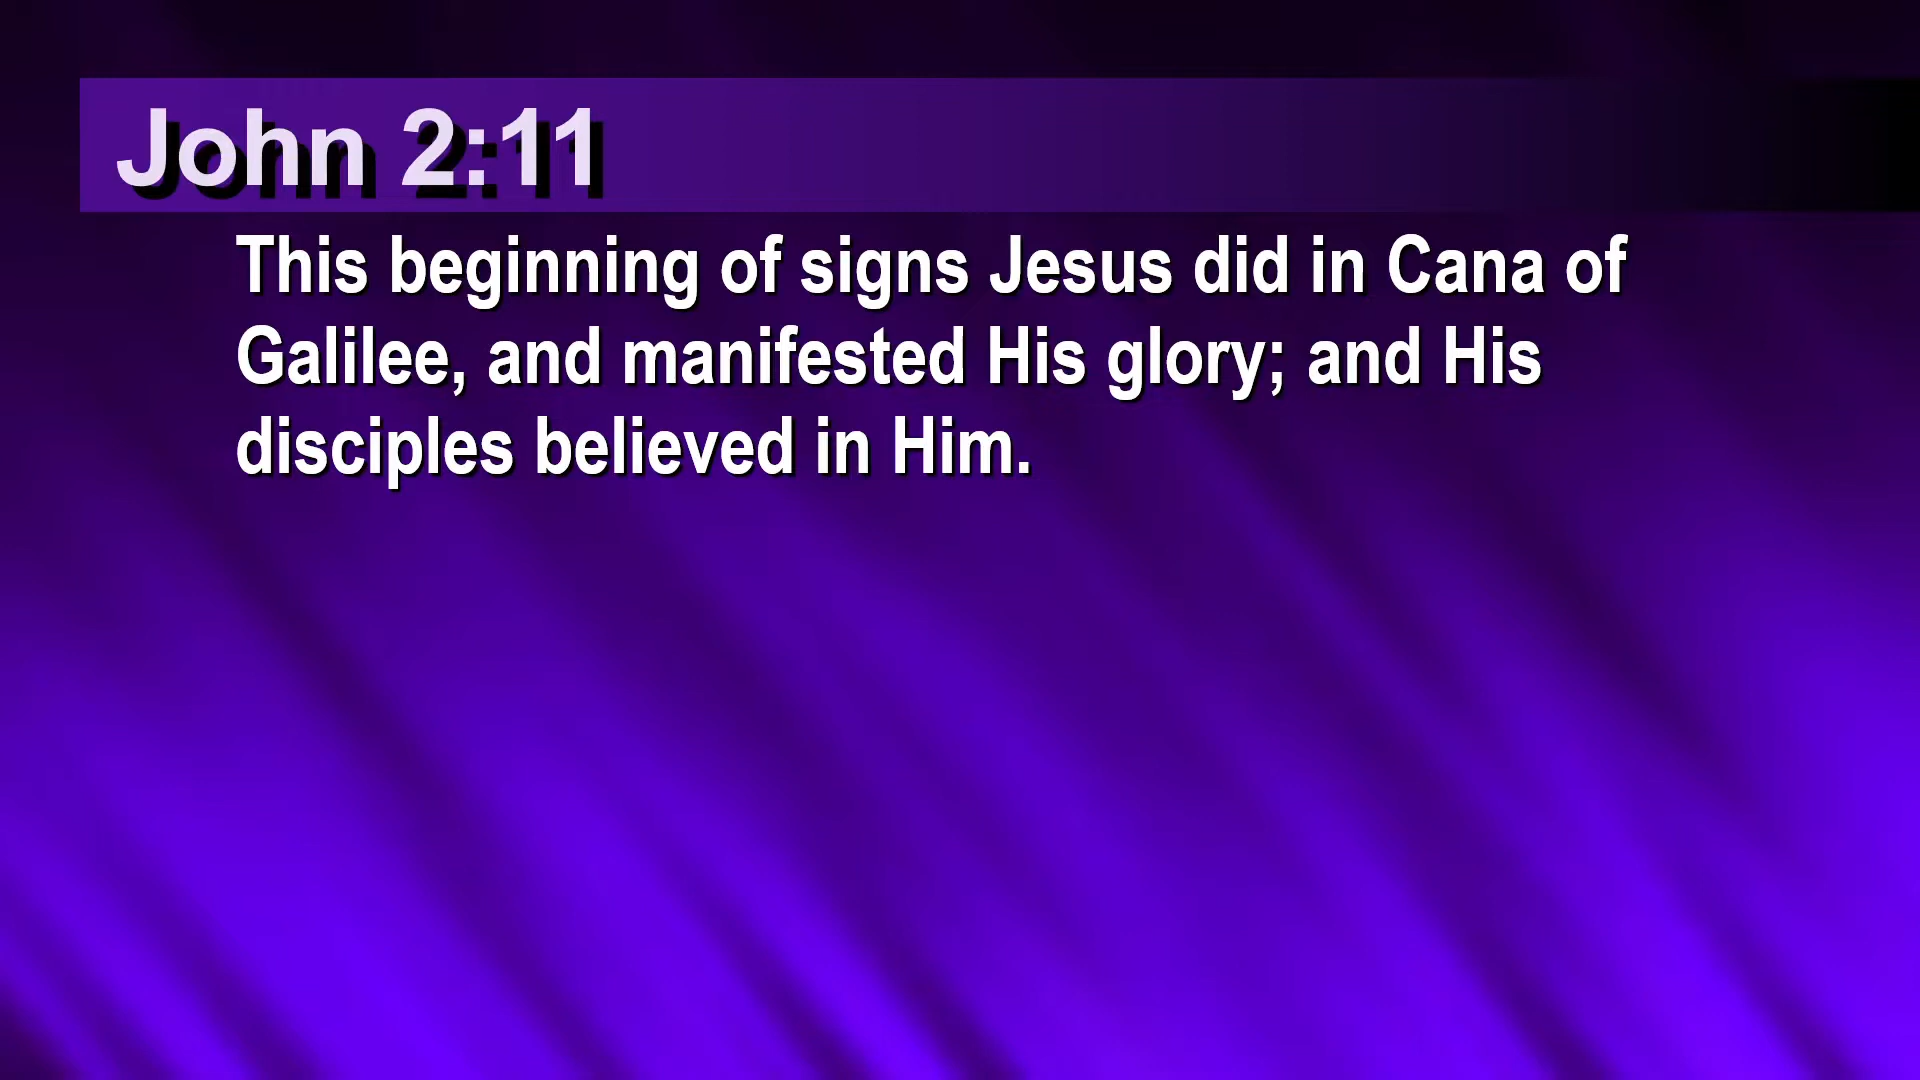 John 2:11
This beginning of signs Jesus did in Cana of
Galilee, and manifested His glory; and His
disciples believed in Him.